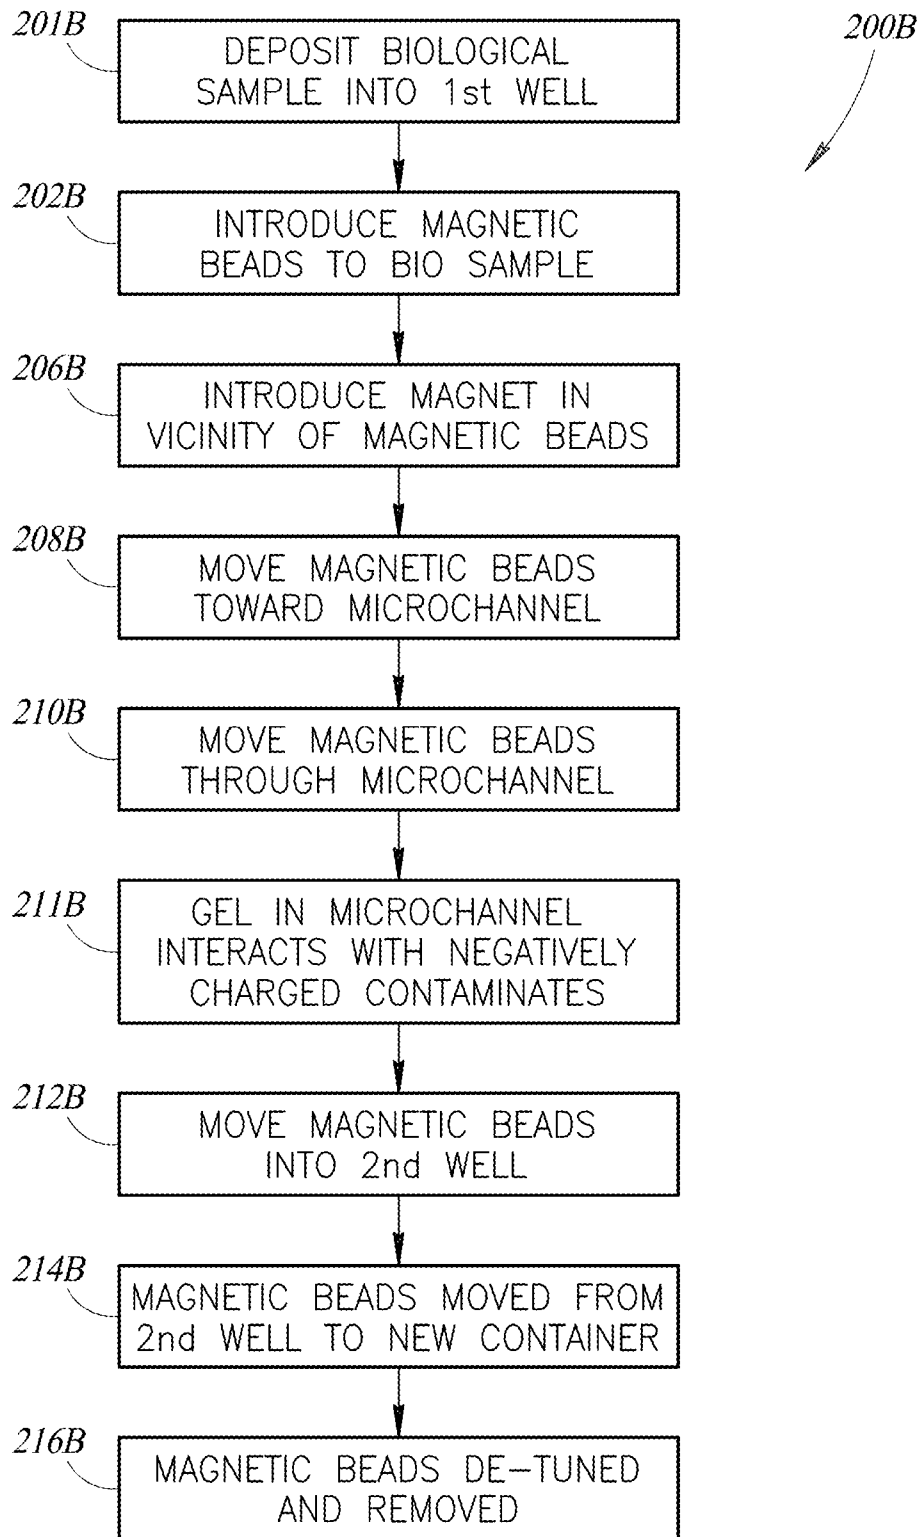 201B
200B
DEPOSIT BIOLOGICAL
SAMPLE INTO 1st WELL
202B
INTRODUCE MAGNETIC
BEADS TO BIO SAMPLE
206B
INTRODUCE MAGNET IN
VICINITY OF MAGNETIC BEADS
208B
MOVE MAGNETIC BEADS
TOWARD MICROCHANNEL
210B
MOVE MAGNETIC BEADS
THROUGH MICROCHANNEL
211B
GEL IN MICROCHANNEL
INTERACTS WITH NEGATIVELY
CHARGED CONTAMINATES
212B
MOVE MAGNETIC BEADS
INTO 2nd WELL
214B
MAGNETIC BEADS MOVED FROM
2nd WELL TO NEW CONTAINER
216B
MAGNETIC BEADS DE-TUNED
AND REMOVED